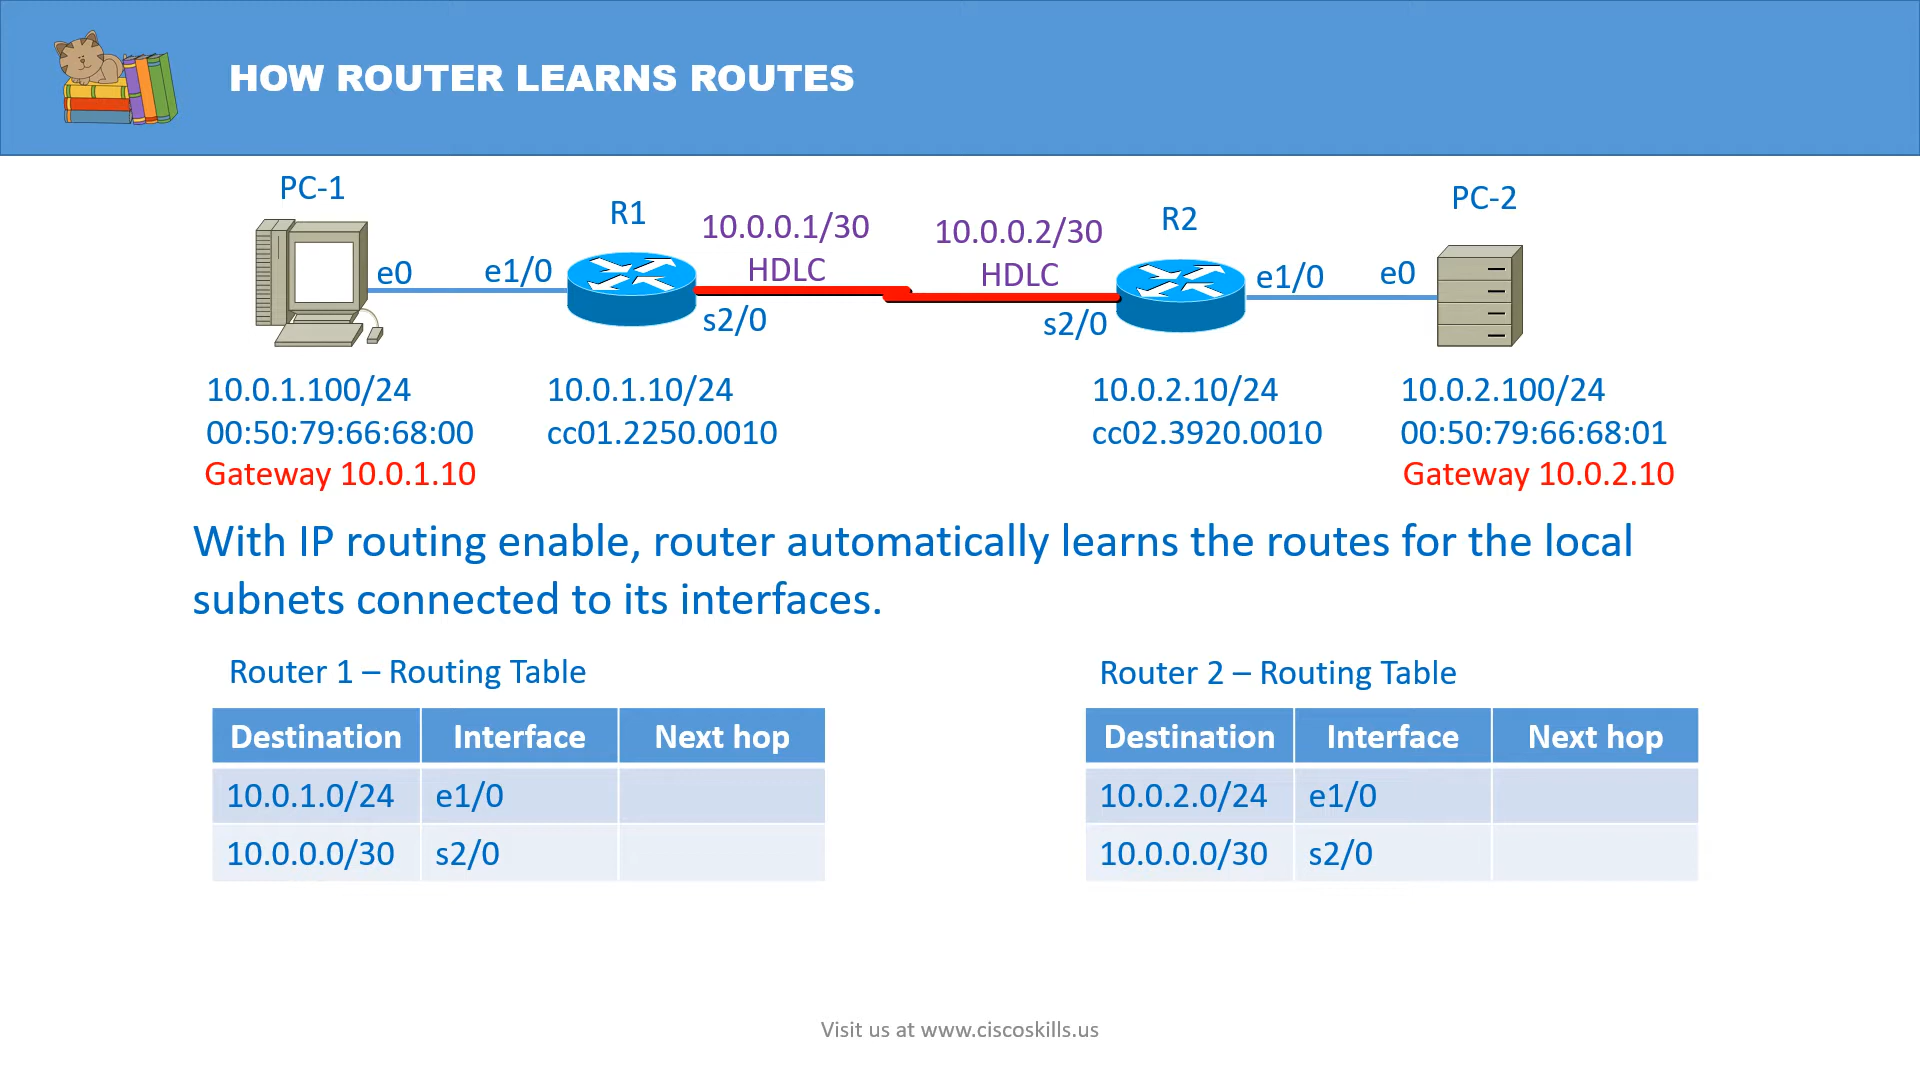 HOW ROUTER LEARNS ROUTES
PC-1
R1
10.0.0.1/30
HDLC
10.0.0.2/30
HDLC
R2
PC-2
e0
e1/0
s2/0
s2/0
e1/0
e0
10.0.1.100/24
00:50:79:66:68:00
Gateway 10.0.1.10
10.0.1.10/24
cc01.2250.0010
10.0.2.10/24
cc02.3920.0010
10.0.2.100/24
00:50:79:66:68:01
Gateway 10.0.2.10
With IP routing enable, router automatically learns the routes for the local
subnets connected to its interfaces.
Router 1 – Routing Table
Destination Interface Next hop
10.0.1.0/24 e1/0
10.0.0.0/30 s2/0
Router 2 – Routing Table
Destination Interface Next hop
10.0.2.0/24 e1/0
10.0.0.0/30 s2/0
Visit us at www.ciscoskills.us